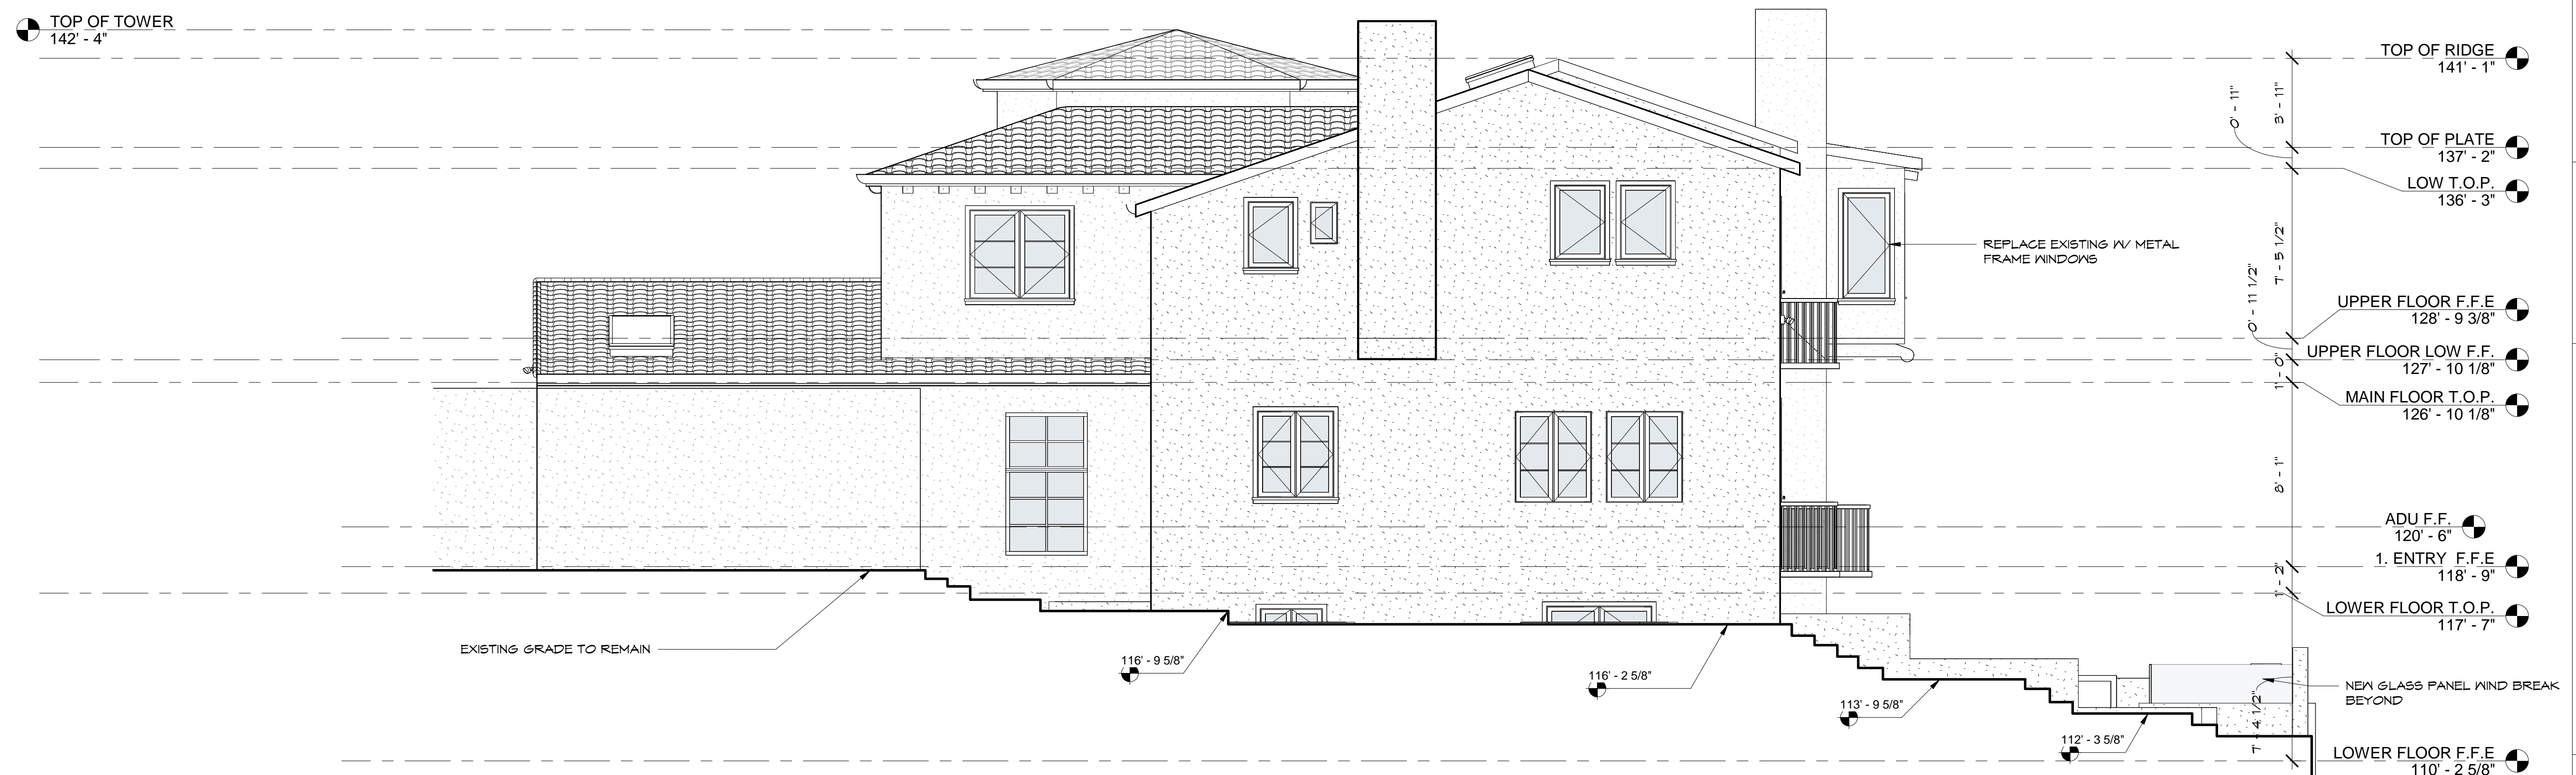 TOP OF TOWER
142' - 4"
TOP OF RIDGE
141' - 1"
3' - 11"
0' - 11"
TOP OF PLATE
137' - 2"
LOW T.O.P.
136' - 3"
7' - 5 1/2"
REPLACE EXISTING W/ METAL
FRAME WINDOWS
0' - 11 1/2"
UPPER FLOOR F.F.E
128' - 9 3/8"
UPPER FLOOR LOW F.F.
127' - 10 1/8"
1' - 0"
MAIN FLOOR T.O.P.
126' - 10 1/8"
8' - 1"
ADU F.F.
120' - 6"
1. ENTRY F.F.E
118' - 9"
1' - 2"
LOWER FLOOR T.O.P.
117' - 7"
EXISTING GRADE TO REMAIN
116' - 9 5/8"
116' - 2 5/8"
113' - 9 5/8"
112' - 3 5/8"
NEW GLASS PANEL WIND BREAK
BEYOND
7' - 4 1/2"
LOWER FLOOR F.F.E
110' - 2 5/8"